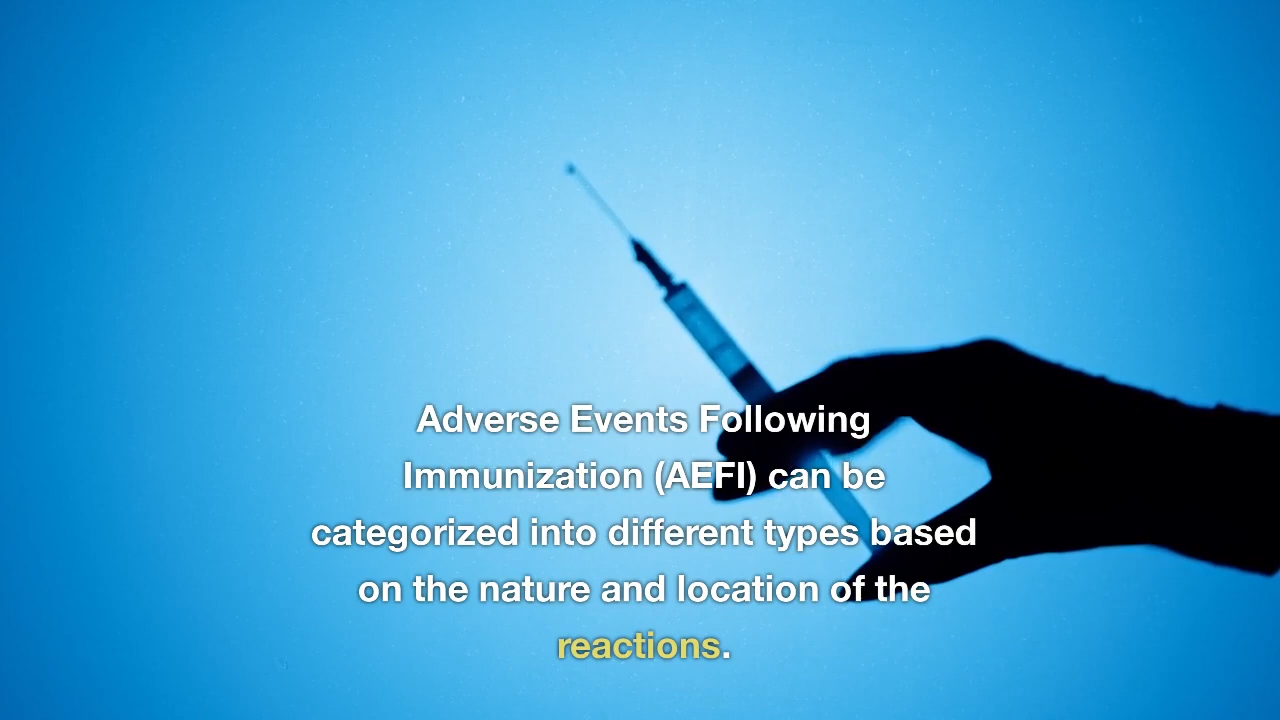 Adverse Events Following
Immunization (AEFI) can be
categorized into different types based
on the nature and location of the
reactions.